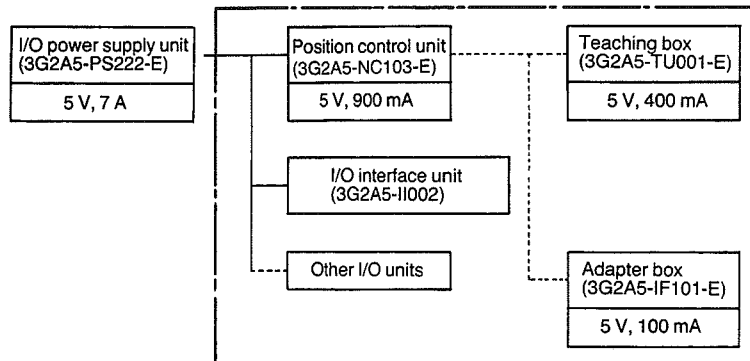 I/O power supply unit
(3G2A5-PS222-E)
5 V, 7 A
Position control unit
(3G2A5-NC103-E)
5 V, 900 mA
Teaching box
(3G2A5-TU001-E)
5 V, 400 mA
I/O interface unit
(3G2A5-II002)
Other I/O units
Adapter box
(3G2A5-IF101-E)
5 V, 100 mA